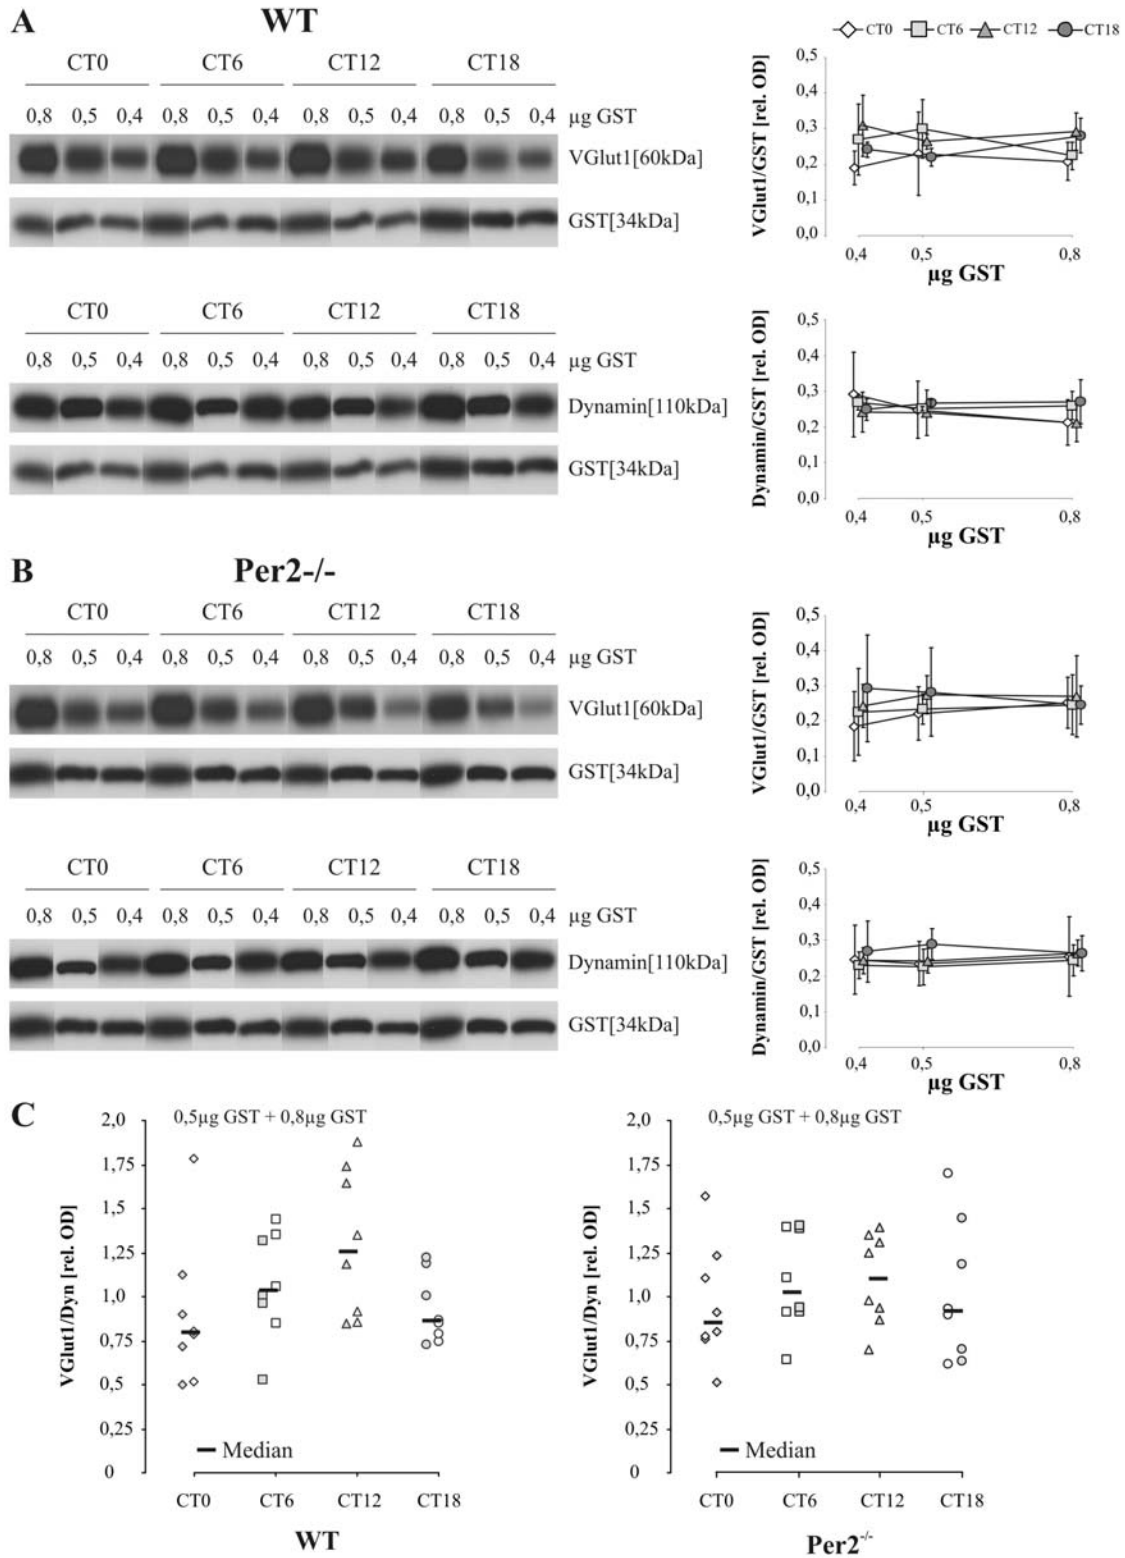 A WT
CT0 CT6 CT12 CT18
CT0 CT6 CT12 CT18
0,8 0,5 0,4 0,8 0,5 0,4 0,8 0,5 0,4 0,8 0,5 0,4 µg GST
VGlut1[60kDa]
GST[34kDa]
VGlut1/GST [rel. OD]
0,5
0,4
0,3
0,2
0,1
0,0
0,4 0,5 0,8
µg GST
CT0 CT6 CT12 CT18
0,8 0,5 0,4 0,8 0,5 0,4 0,8 0,5 0,4 0,8 0,5 0,4 µg GST
Dynamin[110kDa]
GST[34kDa]
Dynamin/GST [rel. OD]
0,5
0,4
0,3
0,2
0,1
0,0
0,4 0,5 0,8
µg GST
B Per2-/-
CT0 CT6 CT12 CT18
0,8 0,5 0,4 0,8 0,5 0,4 0,8 0,5 0,4 0,8 0,5 0,4 µg GST
VGlut1[60kDa]
GST[34kDa]
VGlut1/GST [rel. OD]
0,5
0,4
0,3
0,2
0,1
0,0
0,4 0,5 0,8
µg GST
CT0 CT6 CT12 CT18
0,8 0,5 0,4 0,8 0,5 0,4 0,8 0,5 0,4 0,8 0,5 0,4 µg GST
Dynamin[110kDa]
GST[34kDa]
Dynamin/GST [rel. OD]
0,5
0,4
0,3
0,2
0,1
0,0
0,4 0,5 0,8
µg GST
C
0,5µg GST + 0,8µg GST
VGlut1/Dyn [rel. OD]
2,0
1,75
1,5
1,25
1,0
0,75
0,5
0,25
0
Median
CT0 CT6 CT12 CT18
WT
0,5µg GST + 0,8µg GST
VGlut1/Dyn [rel. OD]
2,0
1,75
1,5
1,25
1,0
0,75
0,5
0,25
0
Median
CT0 CT6 CT12 CT18
Per2-/-